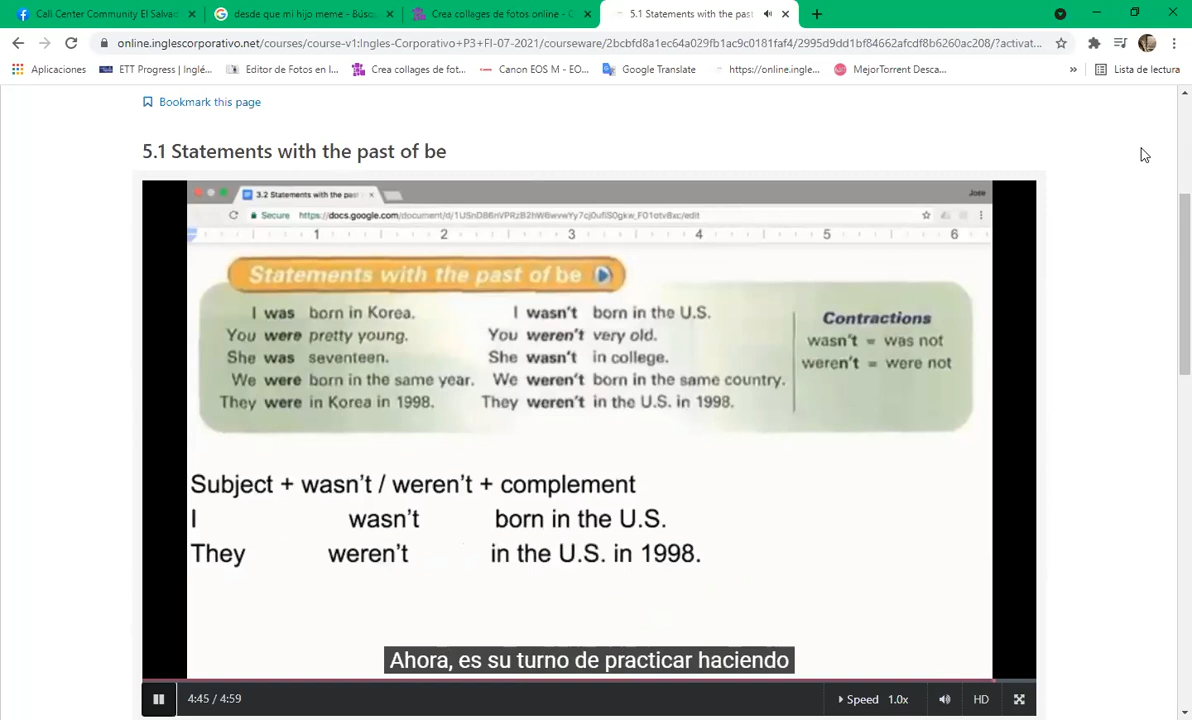 Call Center Community El Salvad
desde que mi hijo meme - Búsq
Crea collages de fotos online - C
5.1 Statements with the past
online.inglescorporativo.net/courses/course-v1:Ingles-Corporativo+P3+FI-07-2021/courseware/2bcbfd8a1ec64a029fb1ac9c0181faf4/2995d9dd1bf84662afcdf8b6260ac208/?activat...
Aplicaciones
ETT Progress | Inglé...
Editor de Fotos en l...
Crea collages de fot...
Canon EOS M - EO...
Google Translate
https://online.ingle...
MejorTorrent Desca...
»
Lista de lectura
Bookmark this page
5.1 Statements with the past of be
3.2 Statements with the past
Jose
Secure
1 2 3 4 5 6
Statements with the past of be
I was born in Korea. I wasn't born in the U.S.
You were pretty young. You weren't very old.
She was seventeen. She wasn't in college.
We were born in the same year. We weren't born in the same country.
They were in Korea in 1998. They weren't in the U.S. in 1998.
Contractions
wasn't = was not
weren't = were not
Subject + wasn't / weren't + complement
I wasn't born in the U.S.
They weren't in the U.S. in 1998.
Ahora, es su turno de practicar haciendo
4:45 / 4:59
Speed 1.0x
HD